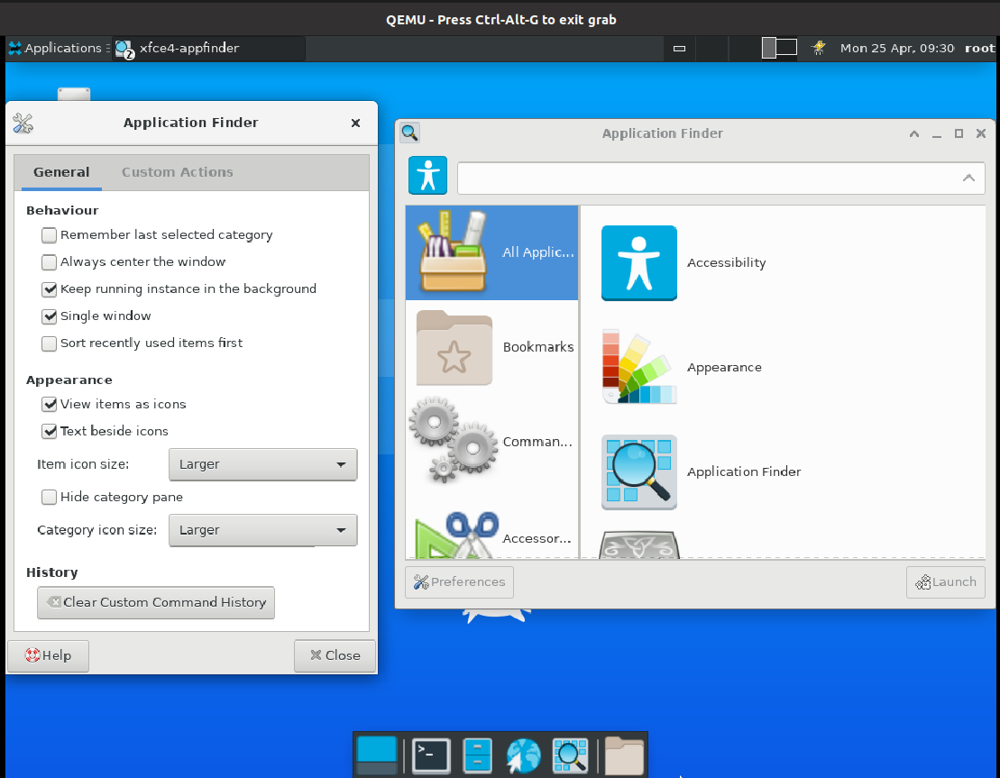 QEMU - Press Ctrl-Alt-G to exit grab
Applications
2
xfce4-appfinder
Mon 25 Apr, 09:30
root
Application Finder
General
Custom Actions
Behaviour
Remember last selected category
Always center the window
Keep running instance in the background
Single window
Sort recently used items first
Appearance
View items as icons
Text beside icons
Item icon size:
Larger
Hide category pane
Category icon size:
Larger
History
Clear Custom Command History
Help
Close
Application Finder
All Applic...
Bookmarks
Comman...
Accessor...
Accessibility
Appearance
Application Finder
Preferences
Launch
>_